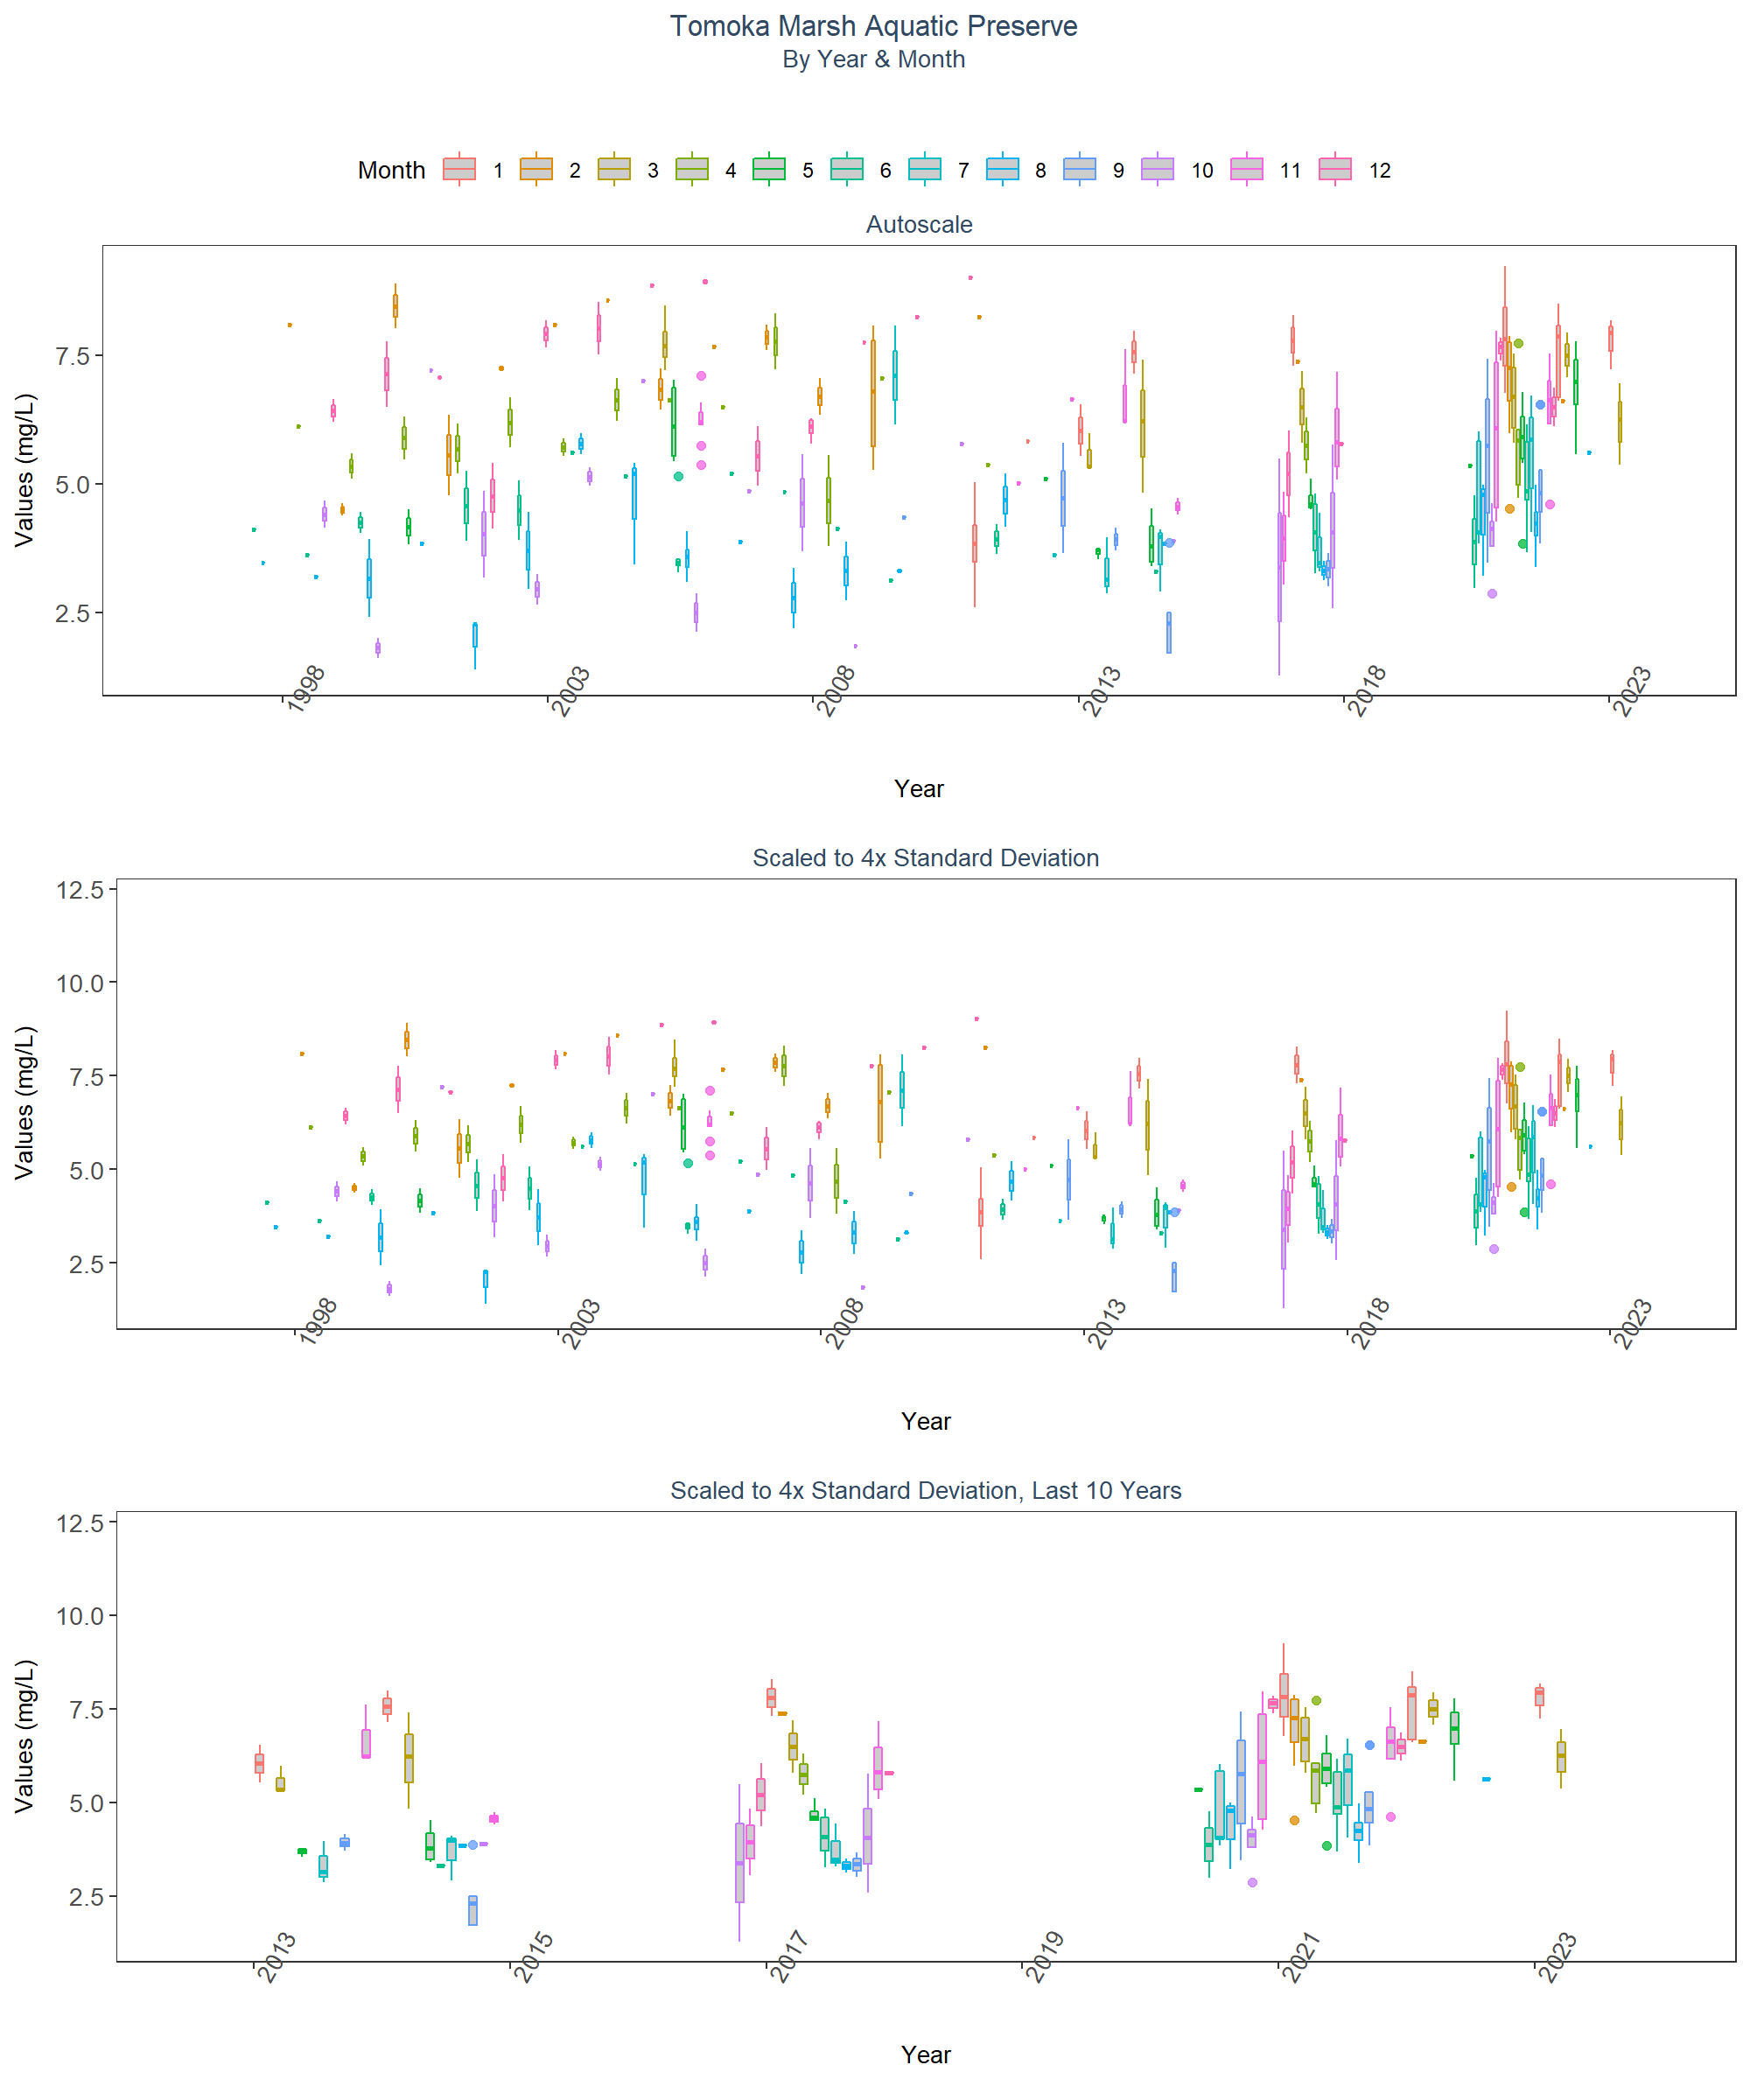 Tomoka Marsh Aquatic Preserve
By Year & Month
Month 1 2 3 4 5 6 7 8 9 10 11 12
Autoscale
Values (mg/L)
7.5
5.0
2.5
1998 2003 2008 2013 2018 2023
Year
Scaled to 4x Standard Deviation
Values (mg/L)
12.5
10.0
7.5
5.0
2.5
1998 2003 2008 2013 2018 2023
Year
Scaled to 4x Standard Deviation, Last 10 Years
Values (mg/L)
12.5
10.0
7.5
5.0
2.5
2013 2015 2017 2019 2021 2023
Year